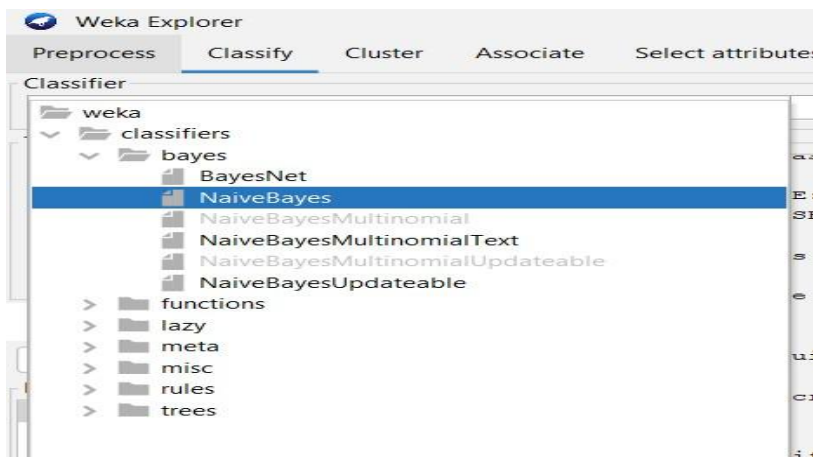 Weka Explorer
Preprocess Classify Cluster Associate Select attributes
Classifier
weka
classifiers
bayes
BayesNet
NaiveBayes
NaiveBayesMultinomial
NaiveBayesMultinomialText
NaiveBayesMultinomialUpdateable
NaiveBayesUpdateable
functions
lazy
meta
misc
rules
trees